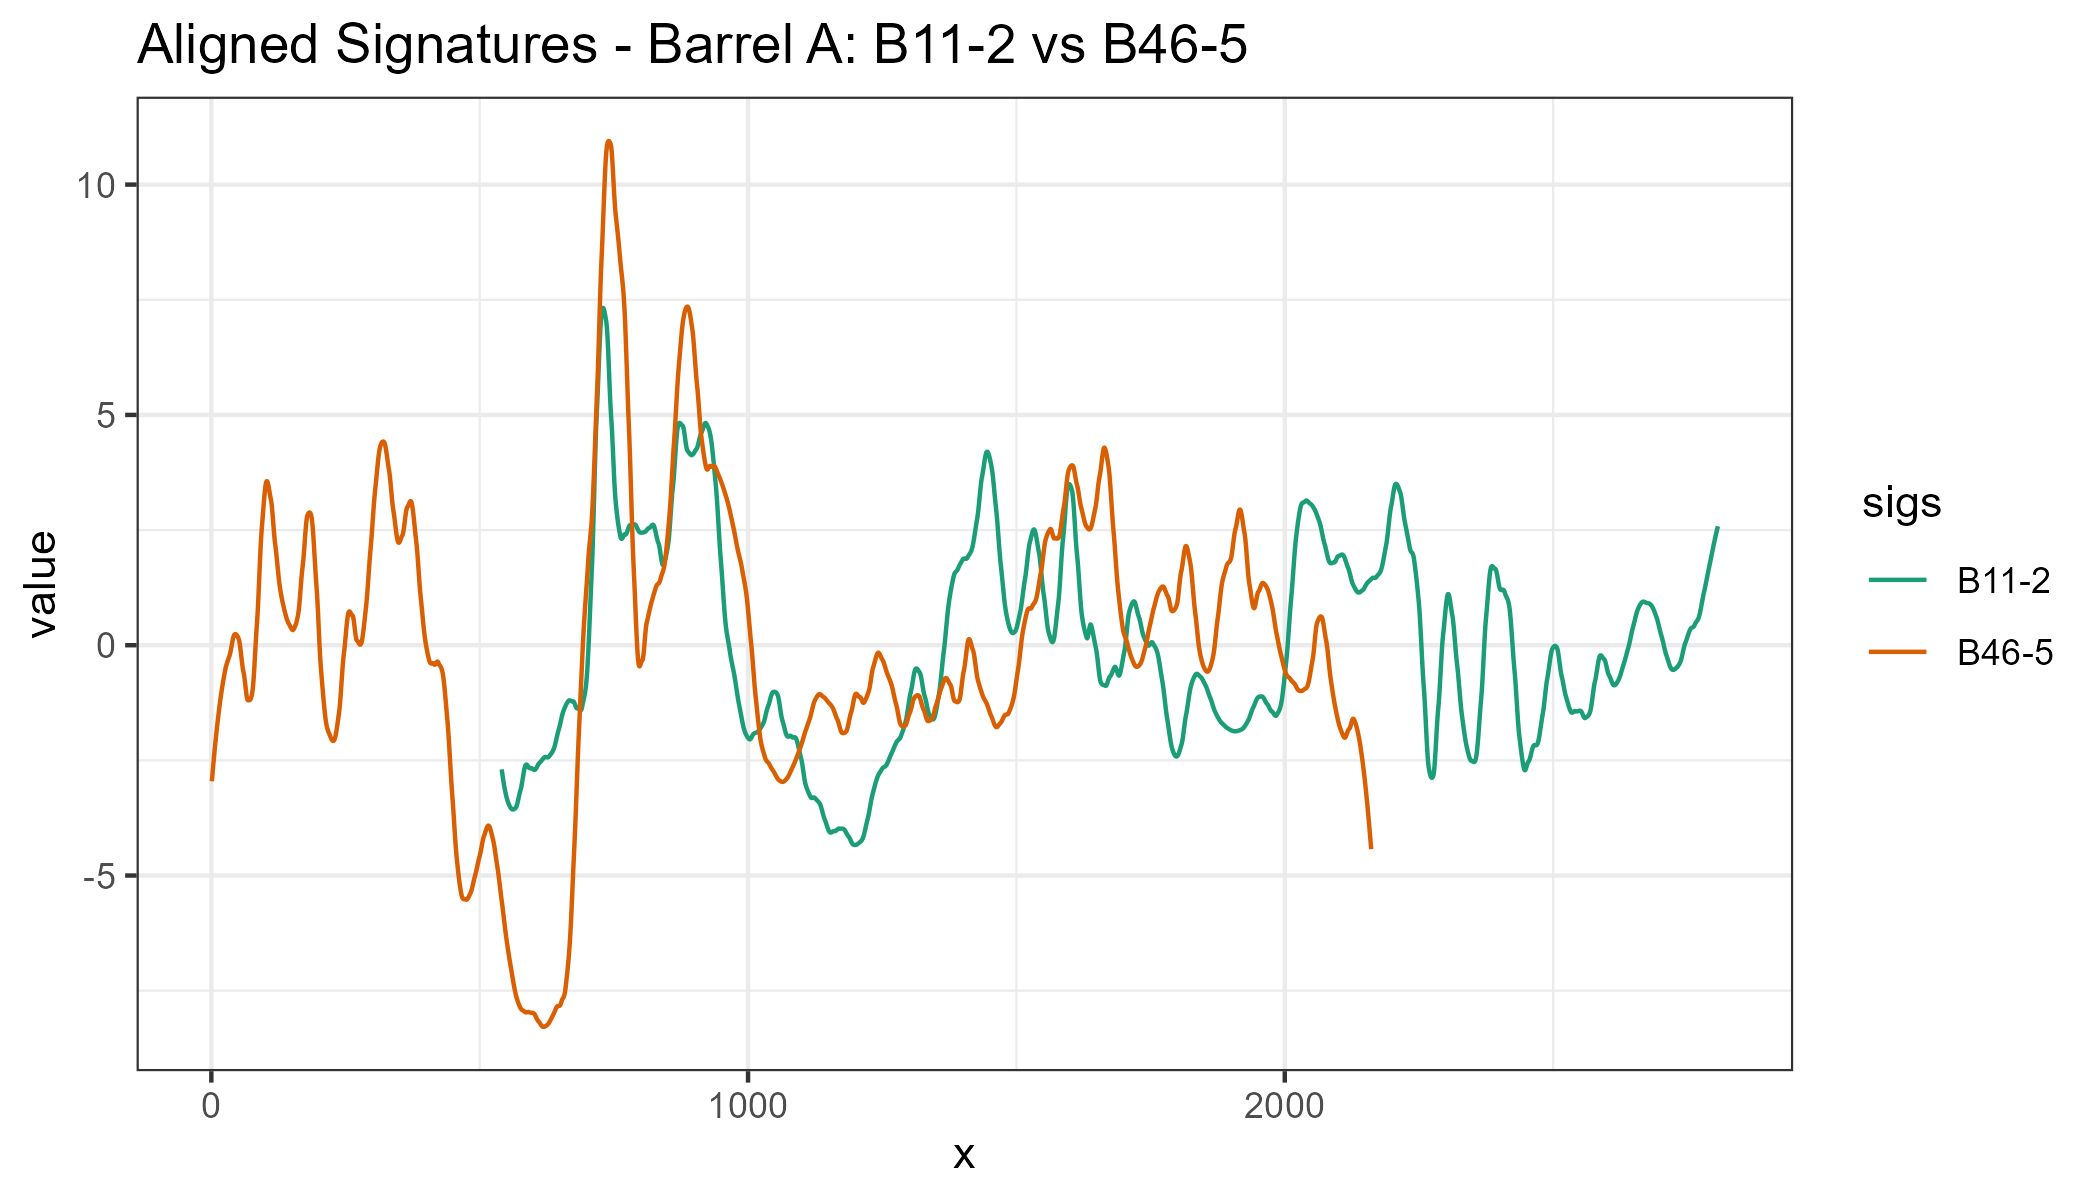 Aligned Signatures - Barrel A: B11-2 vs B46-5
10
5
0
-5
value
0 1000 2000
x
sigs
B11-2
B46-5